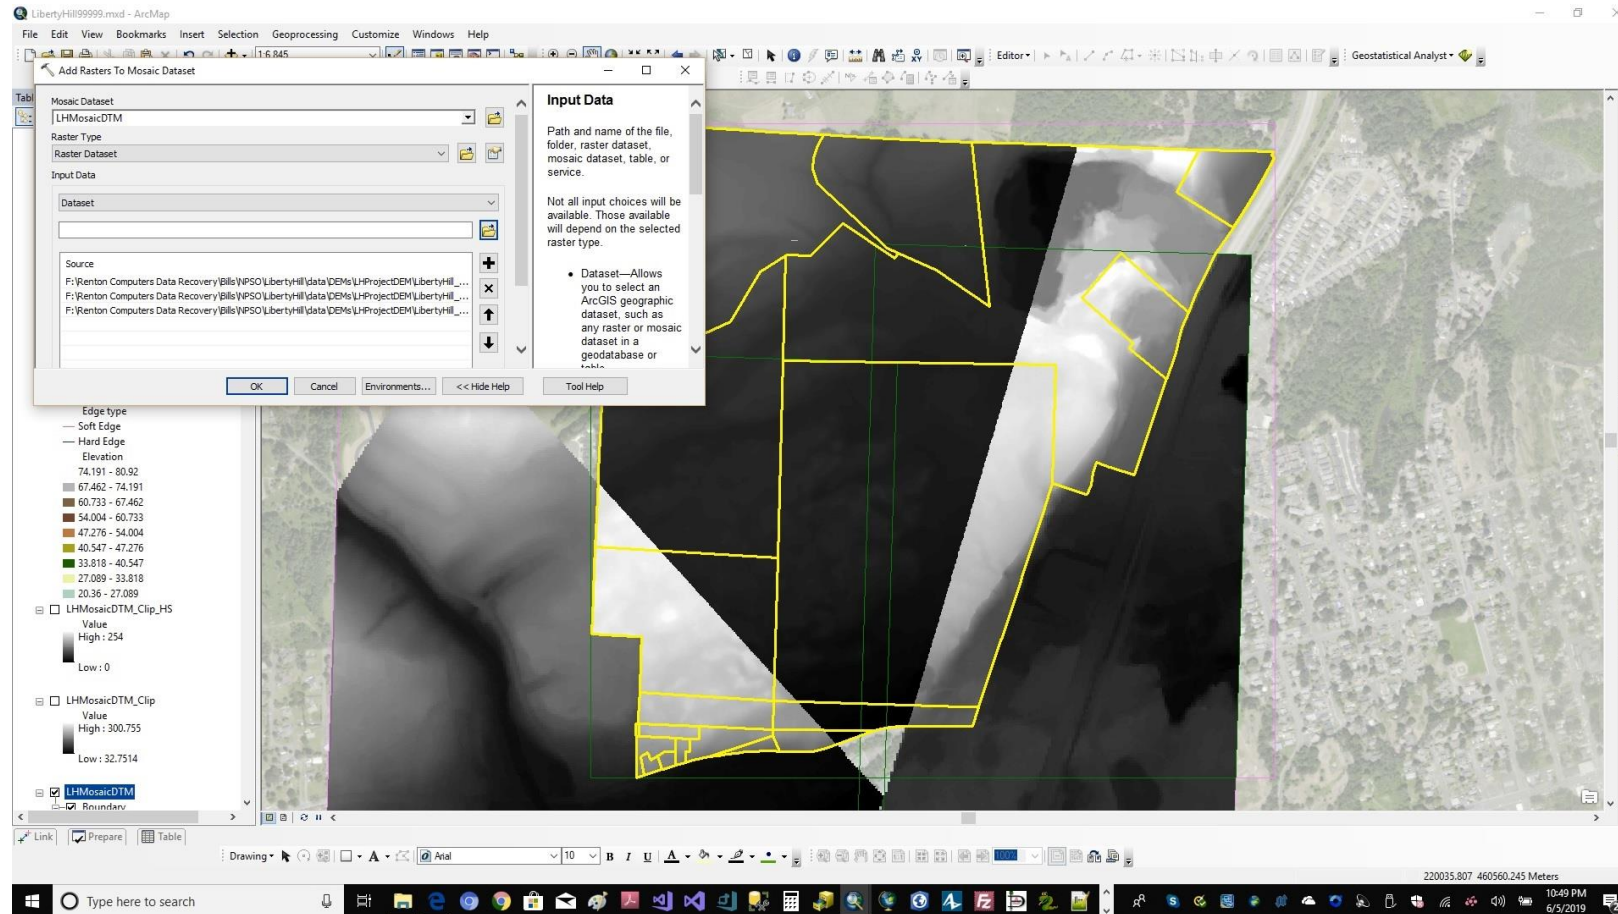 LibertyHill99999.mxd - ArcMap
File Edit View Bookmarks Insert Selection Geoprocessing Customize Windows Help
1:6,845
Editor
Geostatistical Analyst
Add Rasters To Mosaic Dataset
Mosaic Dataset
LHMosaicDTM
Raster Type
Raster Dataset
Input Data
Dataset
Source
F:\Renton Computers Data Recovery\Bills\NPSO\LibertyHill\data\DEMs\LHProjectDEM\LibertyHill_...
F:\Renton Computers Data Recovery\Bills\NPSO\LibertyHill\data\DEMs\LHProjectDEM\LibertyHill_...
F:\Renton Computers Data Recovery\Bills\NPSO\LibertyHill\data\DEMs\LHProjectDEM\LibertyHill_...
OK Cancel Environments... << Hide Help Tool Help
Input Data
Path and name of the file,
folder, raster dataset,
mosaic dataset, table, or
service.
Not all input choices will be
available. Those available
will depend on the selected
raster type.
• Dataset—Allows
you to select an
ArcGIS geographic
dataset, such as
any raster or mosaic
dataset in a
geodatabase or
table
Edge type
Soft Edge
Hard Edge
Elevation
74.191 - 80.92
67.462 - 74.191
60.733 - 67.462
54.004 - 60.733
47.276 - 54.004
40.547 - 47.276
33.818 - 40.547
27.089 - 33.818
20.36 - 27.089
LHMosaicDTM_Clip_HS
Value
High : 254
Low : 0
LHMosaicDTM_Clip
Value
High : 300.755
Low : 32.7514
LHMosaicDTM
Boundary
Link Prepare Table
Drawing A Arial 10 B I U A 100%
220035.807 460560.245 Meters
Type here to search
10:49 PM
6/5/2019